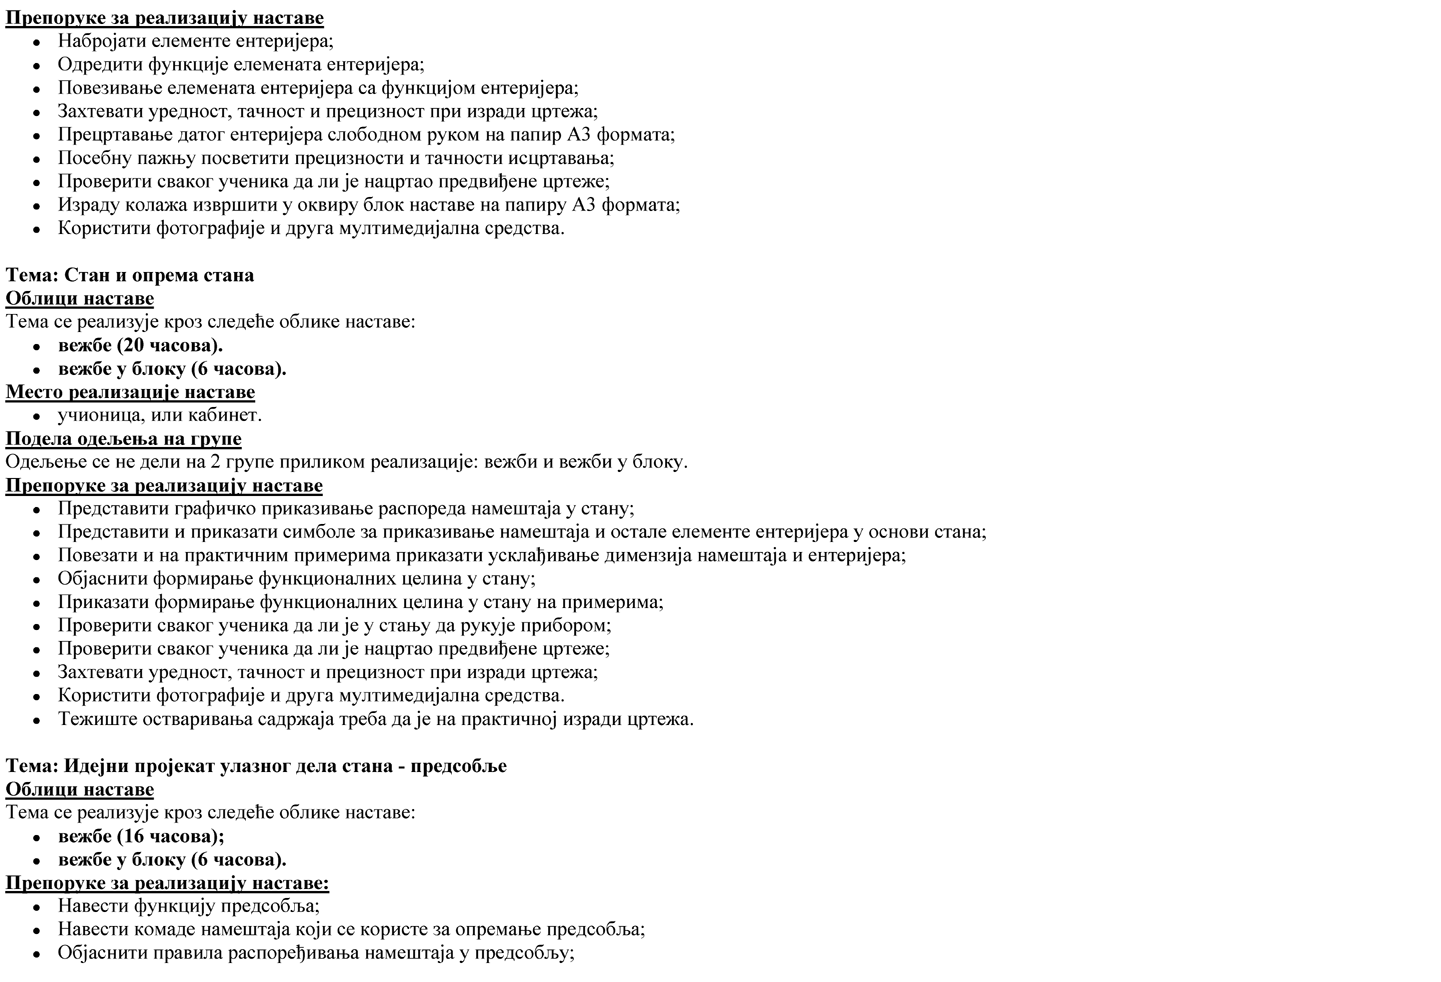 Препоруке за реализацију наставе
• Набројати елементе ентеријера;
• Одредити функције елемената ентеријера;
• Повезивање елемената ентеријера са функцијом ентеријера;
• Захтевати уредност, тачност и прецизност при изради цртежа;
• Прецртавање датог ентеријера слободном руком на папир А3 формата;
• Посебну пажњу посветити прецизности и тачности исцртавања;
• Проверити сваког ученика да ли је нацртао предвиђене цртеже;
• Израду колажа извршити у оквиру блок наставе на папиру А3 формата;
• Користити фотографије и друга мултимедијална средства.
Тема: Стан и опрема стана
Облици наставе
Тема се реализује кроз следеће облике наставе:
• вежбе (20 часова).
• вежбе у блоку (6 часова).
Место реализације наставе
• учионица, или кабинет.
Подела одељења на групе
Одељење се не дели на 2 групе приликом реализације: вежби и вежби у блоку.
Препоруке за реализацију наставе
• Представити графичко приказивање распореда намештаја у стану;
• Представити и приказати симболе за приказивање намештаја и остале елементе ентеријера у основи стана;
• Повезати и на практичним примерима приказати усклађивање димензија намештаја и ентеријера;
• Објаснити формирање функционалних целина у стану;
• Приказати формирање функционалних целина у стану на примерима;
• Проверити сваког ученика да ли је у стању да рукује прибором;
• Проверити сваког ученика да ли је нацртао предвиђене цртеже;
• Захтевати уредност, тачност и прецизност при изради цртежа;
• Користити фотографије и друга мултимедијална средства.
• Тежиште остваривања садржаја треба да је на практичној изради цртежа.
Тема: Идејни пројекат улазног дела стана - предсобље
Облици наставе
Тема се реализује кроз следеће облике наставе:
• вежбе (16 часова);
• вежбе у блоку (6 часова).
Препоруке за реализацију наставе:
• Навести функцију предсобља;
• Навести комаде намештаја који се користе за опремање предсобља;
• Објаснити правила распоређивања намештаја у предсобљу;